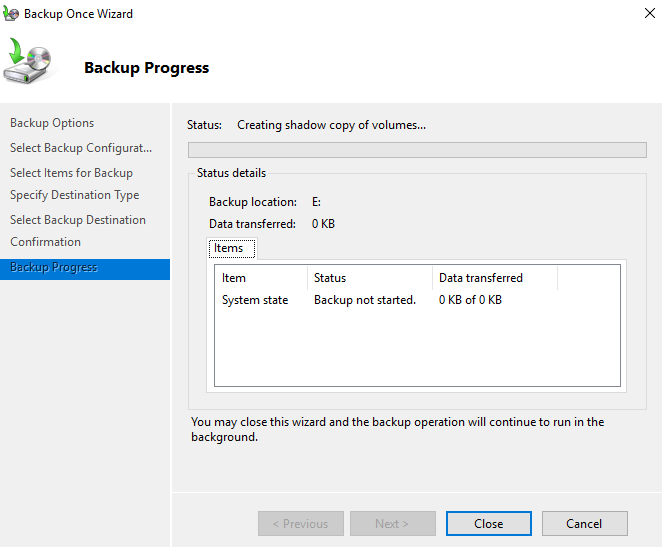 Backup Once Wizard
Backup Progress
Backup Options
Select Backup Configurat...
Select Items for Backup
Specify Destination Type
Select Backup Destination
Confirmation
Backup Progress
Status: Creating shadow copy of volumes...
Status details
Backup location: E:
Data transferred: 0 KB
Items
Item Status Data transferred
System state Backup not started. 0 KB of 0 KB
You may close this wizard and the backup operation will continue to run in the
background.
< Previous Next > Close Cancel